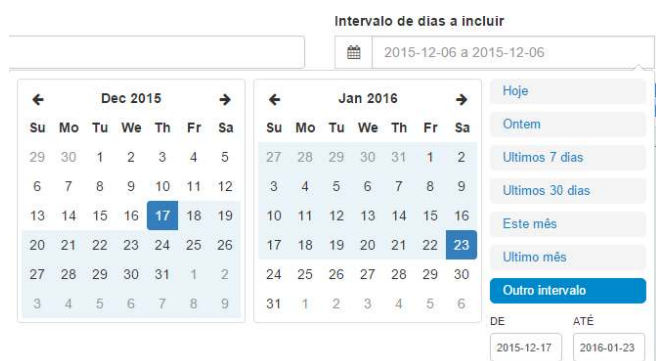 Intervalo de dias a incluir
2015-12-06 a 2015-12-06
Dec 2015
Su Mo Tu We Th Fr Sa
29 30 1 2 3 4 5
6 7 8 9 10 11 12
13 14 15 16 17 18 19
20 21 22 23 24 25 26
27 28 29 30 31 1 2
3 4 5 6 7 8 9
Jan 2016
Su Mo Tu We Th Fr Sa
27 28 29 30 31 1 2
3 4 5 6 7 8 9
10 11 12 13 14 15 16
17 18 19 20 21 22 23
24 25 26 27 28 29 30
31 1 2 3 4 5 6
Hoje
Ontem
Ultimos 7 dias
Ultimos 30 dias
Este mês
Ultimo mês
Outro intervalo
DE ATÉ
2015-12-17 2016-01-23